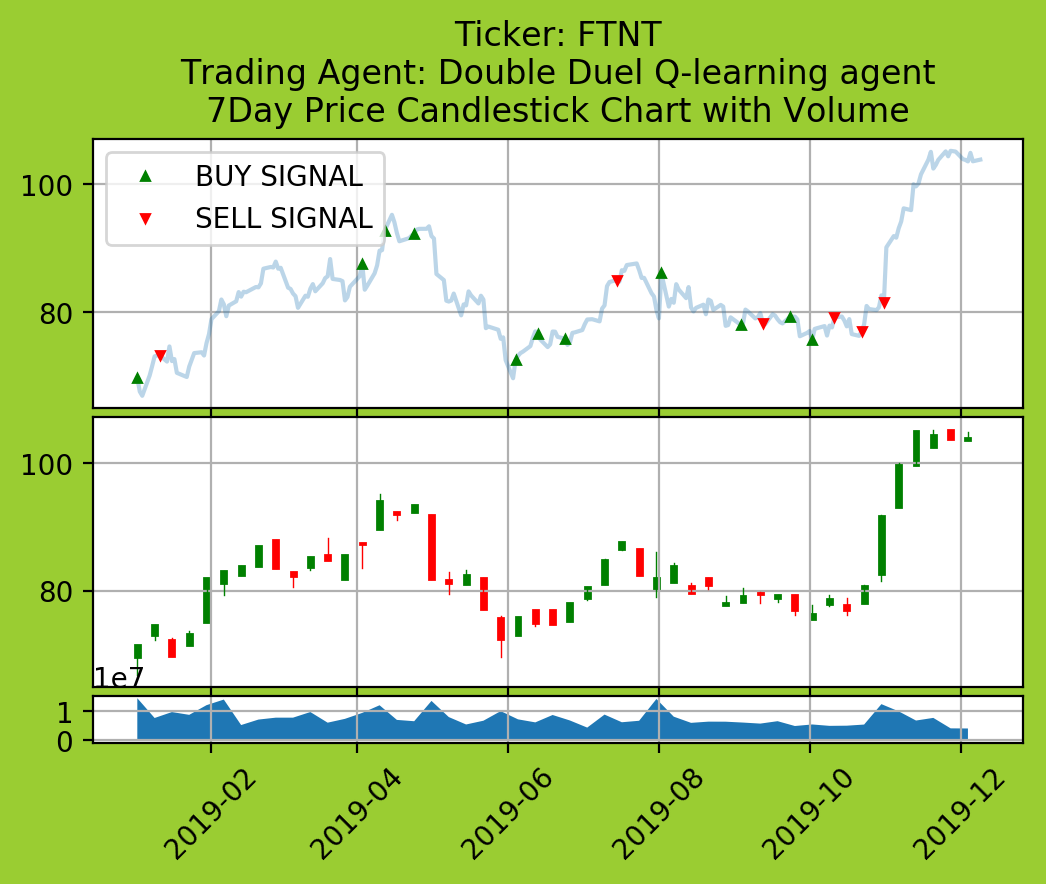 Ticker: FTNT
Trading Agent: Double Duel Q-learning agent
7Day Price Candlestick Chart with Volume
BUY SIGNAL
SELL SIGNAL
100
80
100
80
1e7
1
0
2019-02
2019-04
2019-06
2019-08
2019-10
2019-12